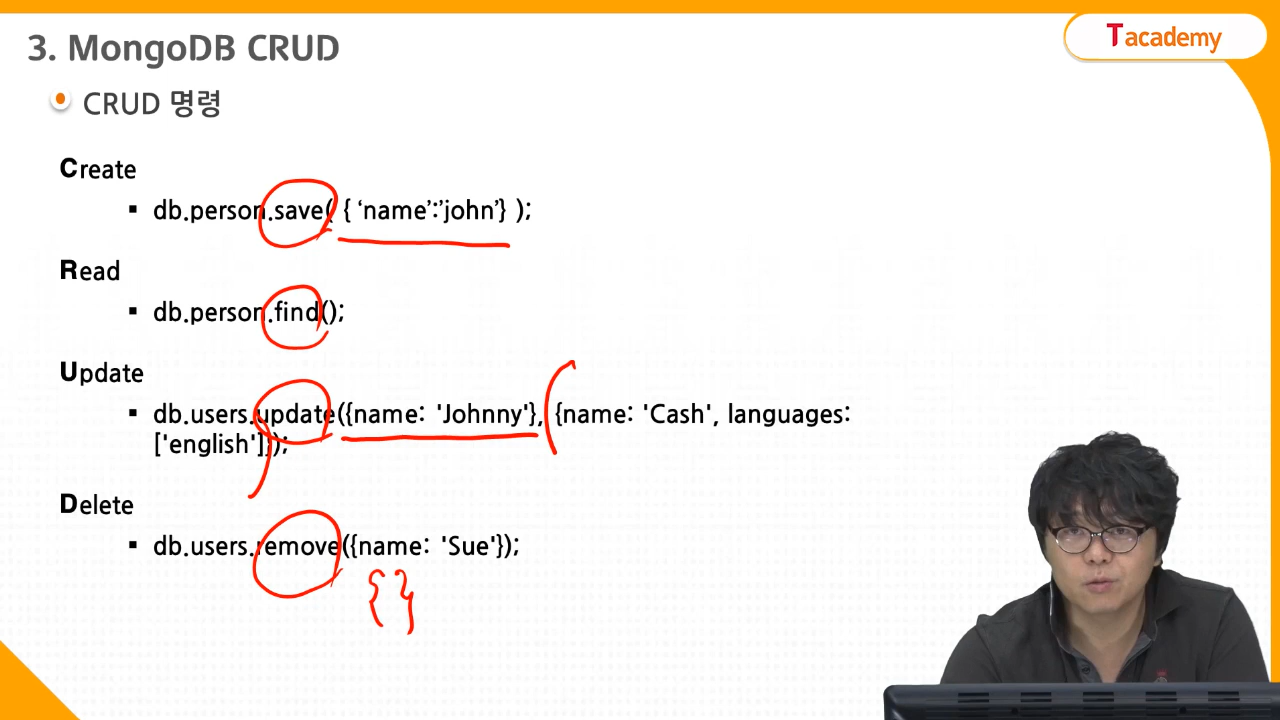 3. MongoDB CRUD
Tacademy
CRUD 명령
Create
▪ db.person.save( { ‘name’:’john’} );
Read
▪ db.person.find();
Update
▪ db.users.update({name: 'Johnny'}, {name: 'Cash', languages:
['english']});
Delete
▪ db.users.remove({name: 'Sue'});
{}